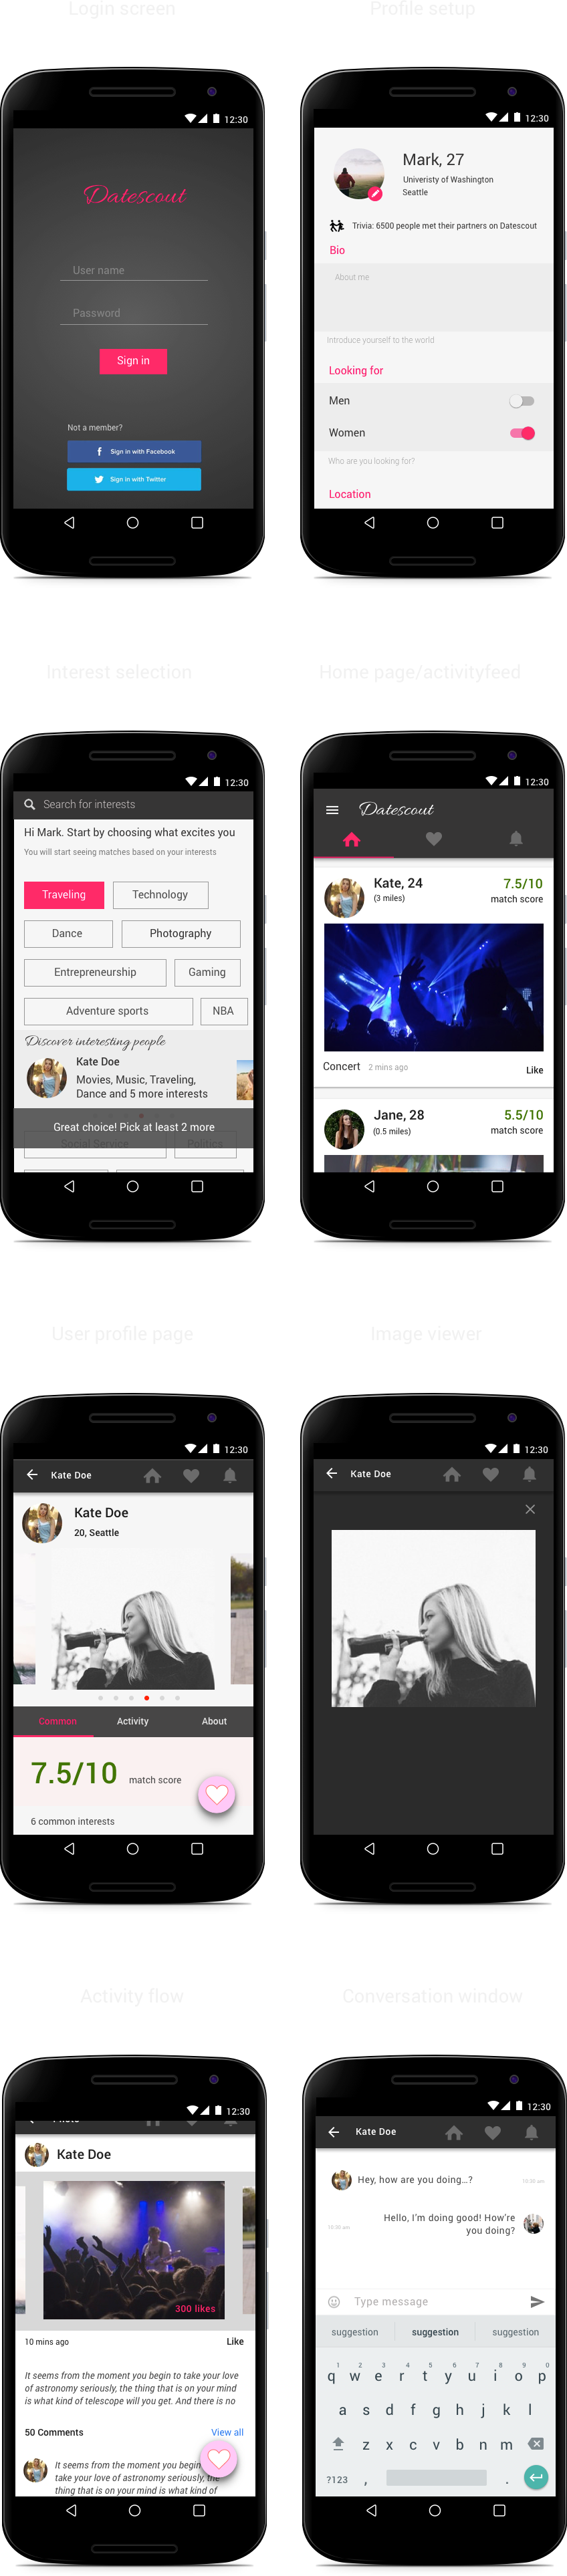 Login screen
Profile setup
12:30
Datescout
User name
Password
Sign in
Not a member?
Sign in with Facebook
Sign in with Twitter
12:30
Mark, 27
Univeristy of Washington
Seattle
Trivia: 6500 people met their partners on Datescout
Bio
About me
Introduce yourself to the world
Looking for
Men
Women
Who are you looking for?
Location
Interest selection
Home page/activityfeed
12:30
Search for interests
Hi Mark. Start by choosing what excites you
You will start seeing matches based on your interests
Traveling
Technology
Dance
Photography
Entrepreneurship
Gaming
Adventure sports
NBA
Discover interesting people
Kate Doe
Movies, Music, Traveling,
Dance and 5 more interests
Great choice! Pick at least 2 more
Social Service
Politics
12:30
Datescout
Kate, 24
7.5/10
(3 miles)
match score
Concert
2 mins ago
Like
Jane, 28
5.5/10
(0.5 miles)
match score
User profile page
Image viewer
12:30
Kate Doe
Kate Doe
20, Seattle
Common
Activity
About
7.5/10
match score
6 common interests
12:30
Kate Doe
Activity flow
Conversation window
12:30
Photo
Kate Doe
300 likes
10 mins ago
Like
It seems from the moment you begin to take your love
of astronomy seriously, the thing that is on your mind
is what kind of telescope will you get. And there is no
50 Comments
View all
It seems from the moment you begin to
take your love of astronomy seriously, the
thing that is on your mind is what kind of
12:30
Kate Doe
Hey, how are you doing...?
10:30 am
Hello, I'm doing good! How're
you doing?
10:30 am
Type message
suggestion
suggestion
suggestion
1 2 3 4 5 6 7 8 9 0
q w e r t y u i o p
a s d f g h j k l
z x c v b n m
?123 , .